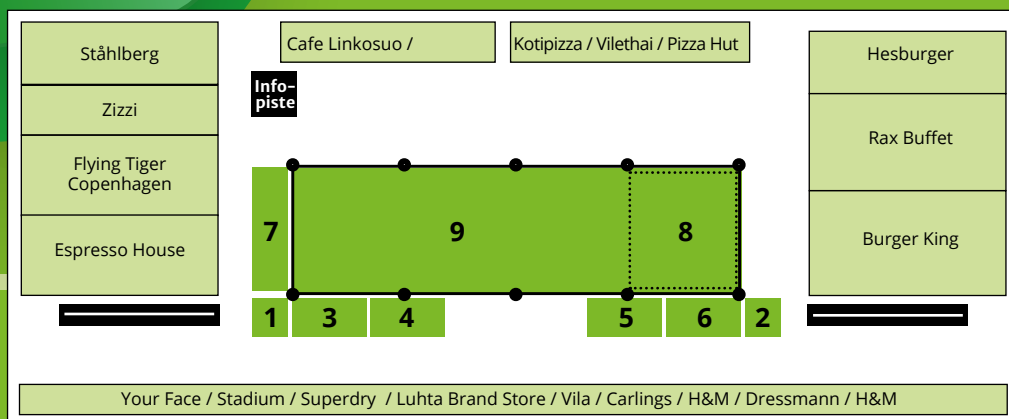 Ståhlberg
Zizzi
Flying Tiger
Copenhagen
Espresso House
Cafe Linkosuo /
Kotipizza / Vilethai / Pizza Hut
Info-
piste
Hesburger
Rax Buffet
Burger King
7
9
8
1
3
4
5
6
2
Your Face / Stadium / Superdry / Luhta Brand Store / Vila / Carlings / H&M / Dressmann / H&M